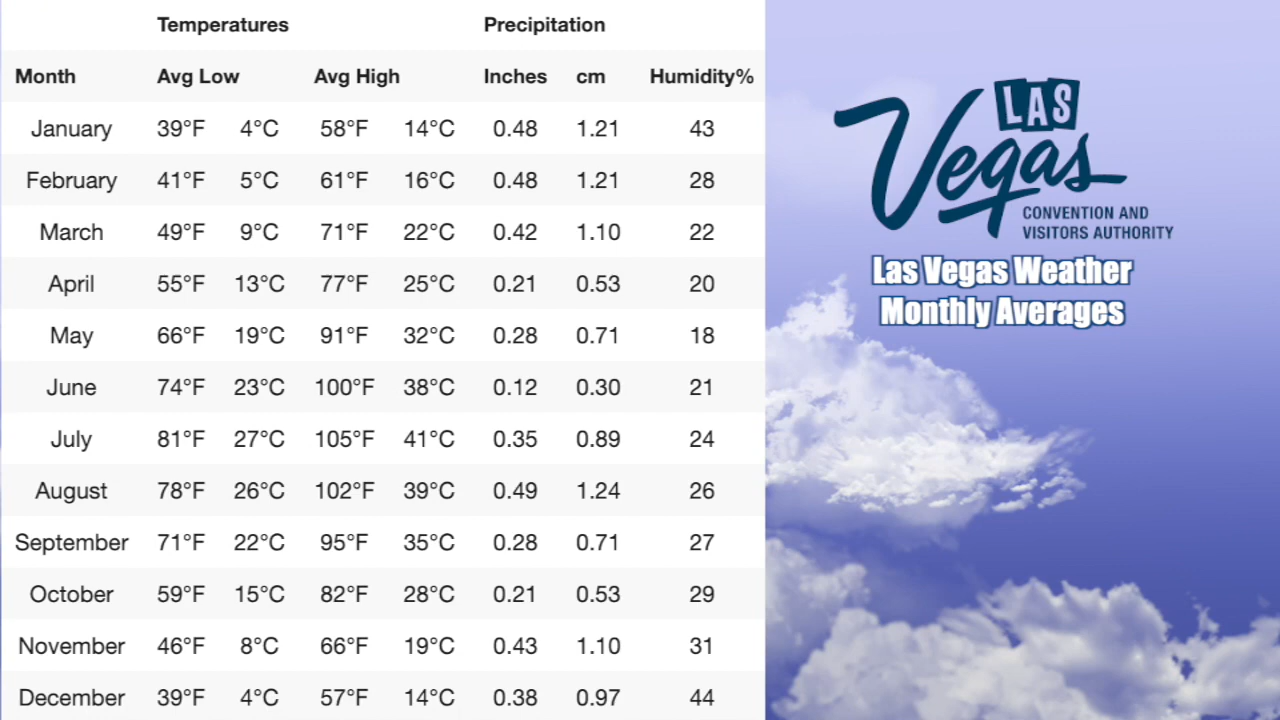 Temperatures Precipitation
Month Avg Low Avg High Inches cm Humidity%
January 39°F 4°C 58°F 14°C 0.48 1.21 43
February 41°F 5°C 61°F 16°C 0.48 1.21 28
March 49°F 9°C 71°F 22°C 0.42 1.10 22
April 55°F 13°C 77°F 25°C 0.21 0.53 20
May 66°F 19°C 91°F 32°C 0.28 0.71 18
June 74°F 23°C 100°F 38°C 0.12 0.30 21
July 81°F 27°C 105°F 41°C 0.35 0.89 24
August 78°F 26°C 102°F 39°C 0.49 1.24 26
September 71°F 22°C 95°F 35°C 0.28 0.71 27
October 59°F 15°C 82°F 28°C 0.21 0.53 29
November 46°F 8°C 66°F 19°C 0.43 1.10 31
December 39°F 4°C 57°F 14°C 0.38 0.97 44
LAS
Vegas
CONVENTION AND
VISITORS AUTHORITY
Las Vegas Weather
Monthly Averages